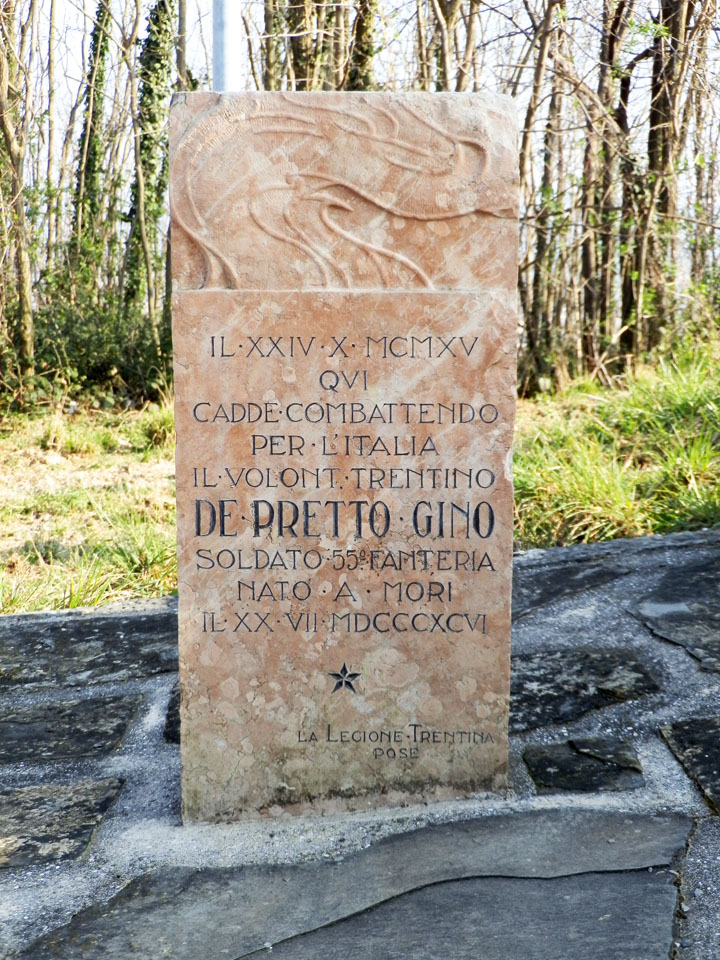 IL·XXIV·X·MCMXV
QVI
CADDE·COMBATTENDO
PER·L'ITALIA
IL·VOLONT.TRENTINO
DE·PRETTO·GINO
SOLDATO·55º·FANTERIA
NATO·A·MORI
IL·XX·VII·MDCCCXCVI
LA LEGIONE·TRENTINA
POSE